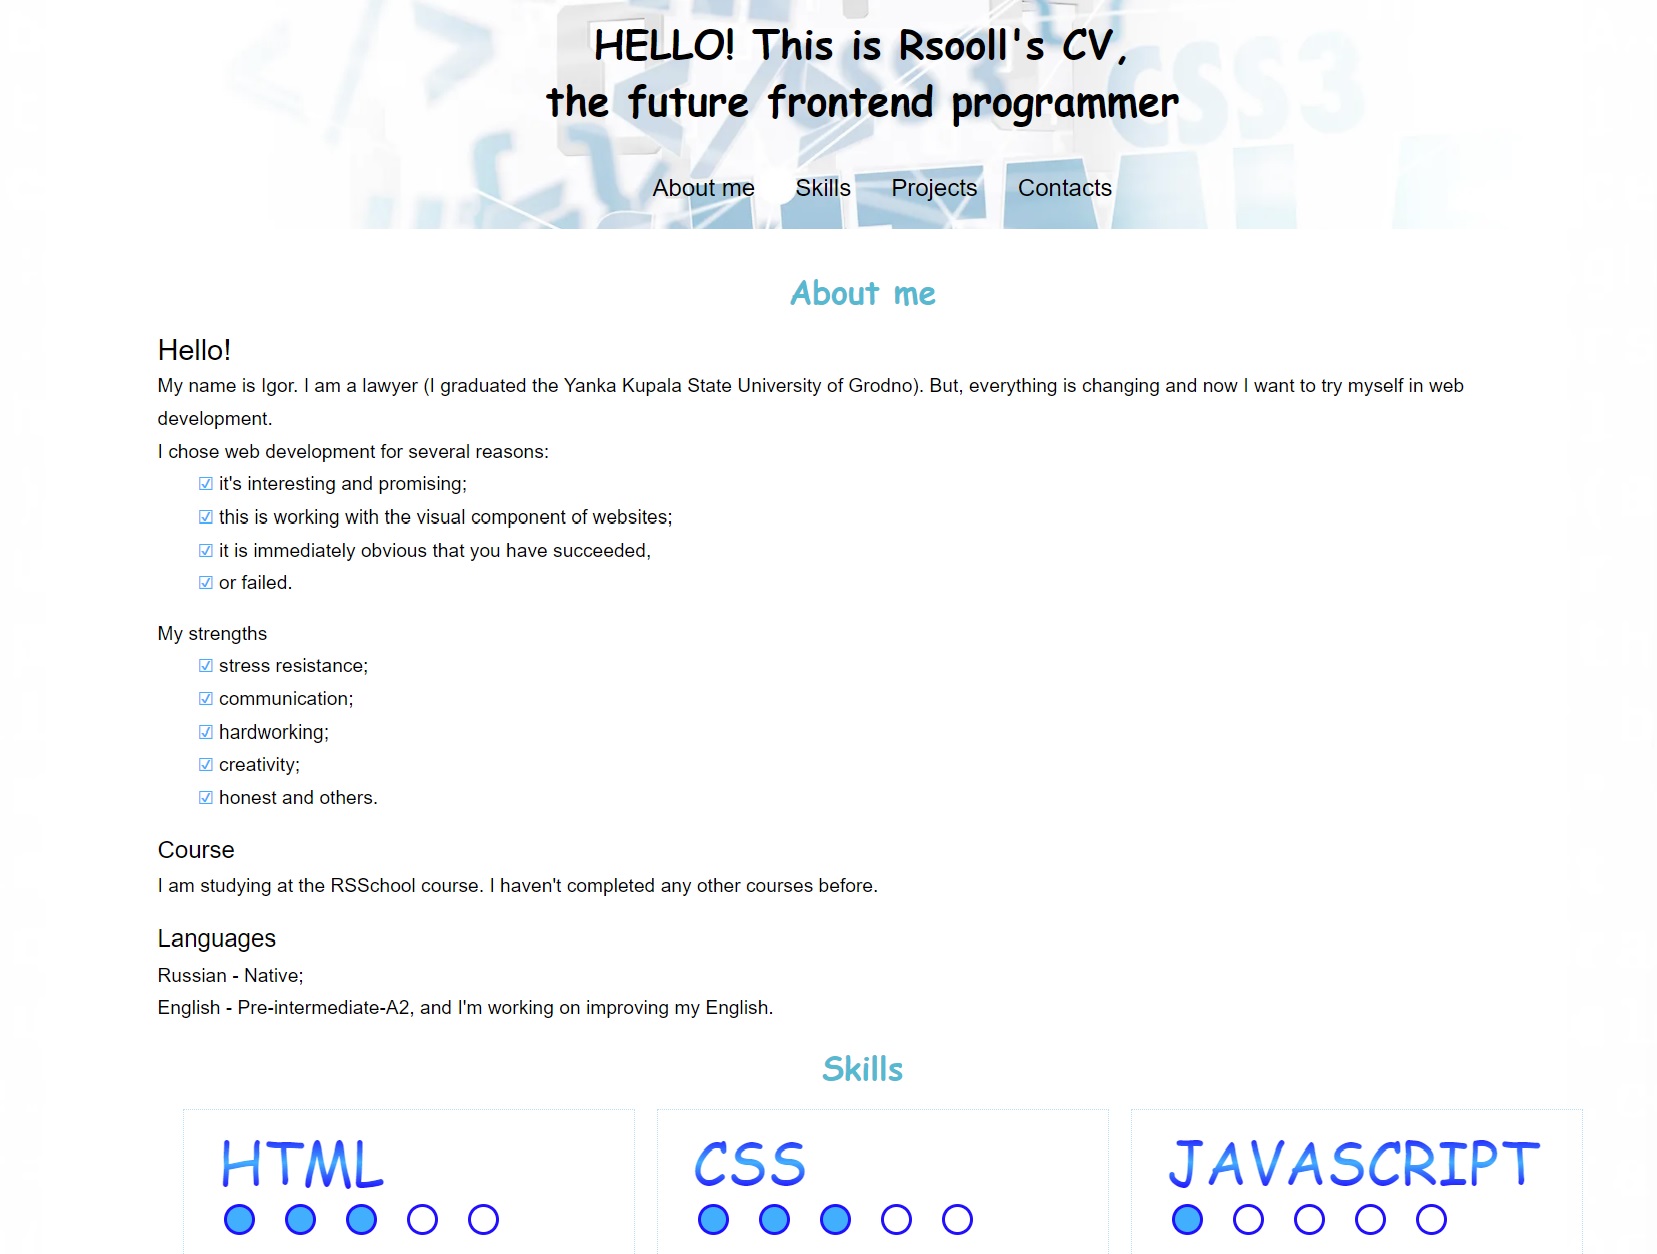 HELLO! This is Rsooll's CV,
the future frontend programmer
CSS3
About me Skills Projects Contacts
About me
Hello!
My name is Igor. I am a lawyer (I graduated the Yanka Kupala State University of Grodno). But, everything is changing and now I want to try myself in web
development.
I chose web development for several reasons:
☑ it's interesting and promising;
☑ this is working with the visual component of websites;
☑ it is immediately obvious that you have succeeded,
☑ or failed.
My strengths
☑ stress resistance;
☑ communication;
☑ hardworking;
☑ creativity;
☑ honest and others.
Course
I am studying at the RSSchool course. I haven't completed any other courses before.
Languages
Russian - Native;
English - Pre-intermediate-A2, and I'm working on improving my English.
Skills
HTML CSS JAVASCRIPT